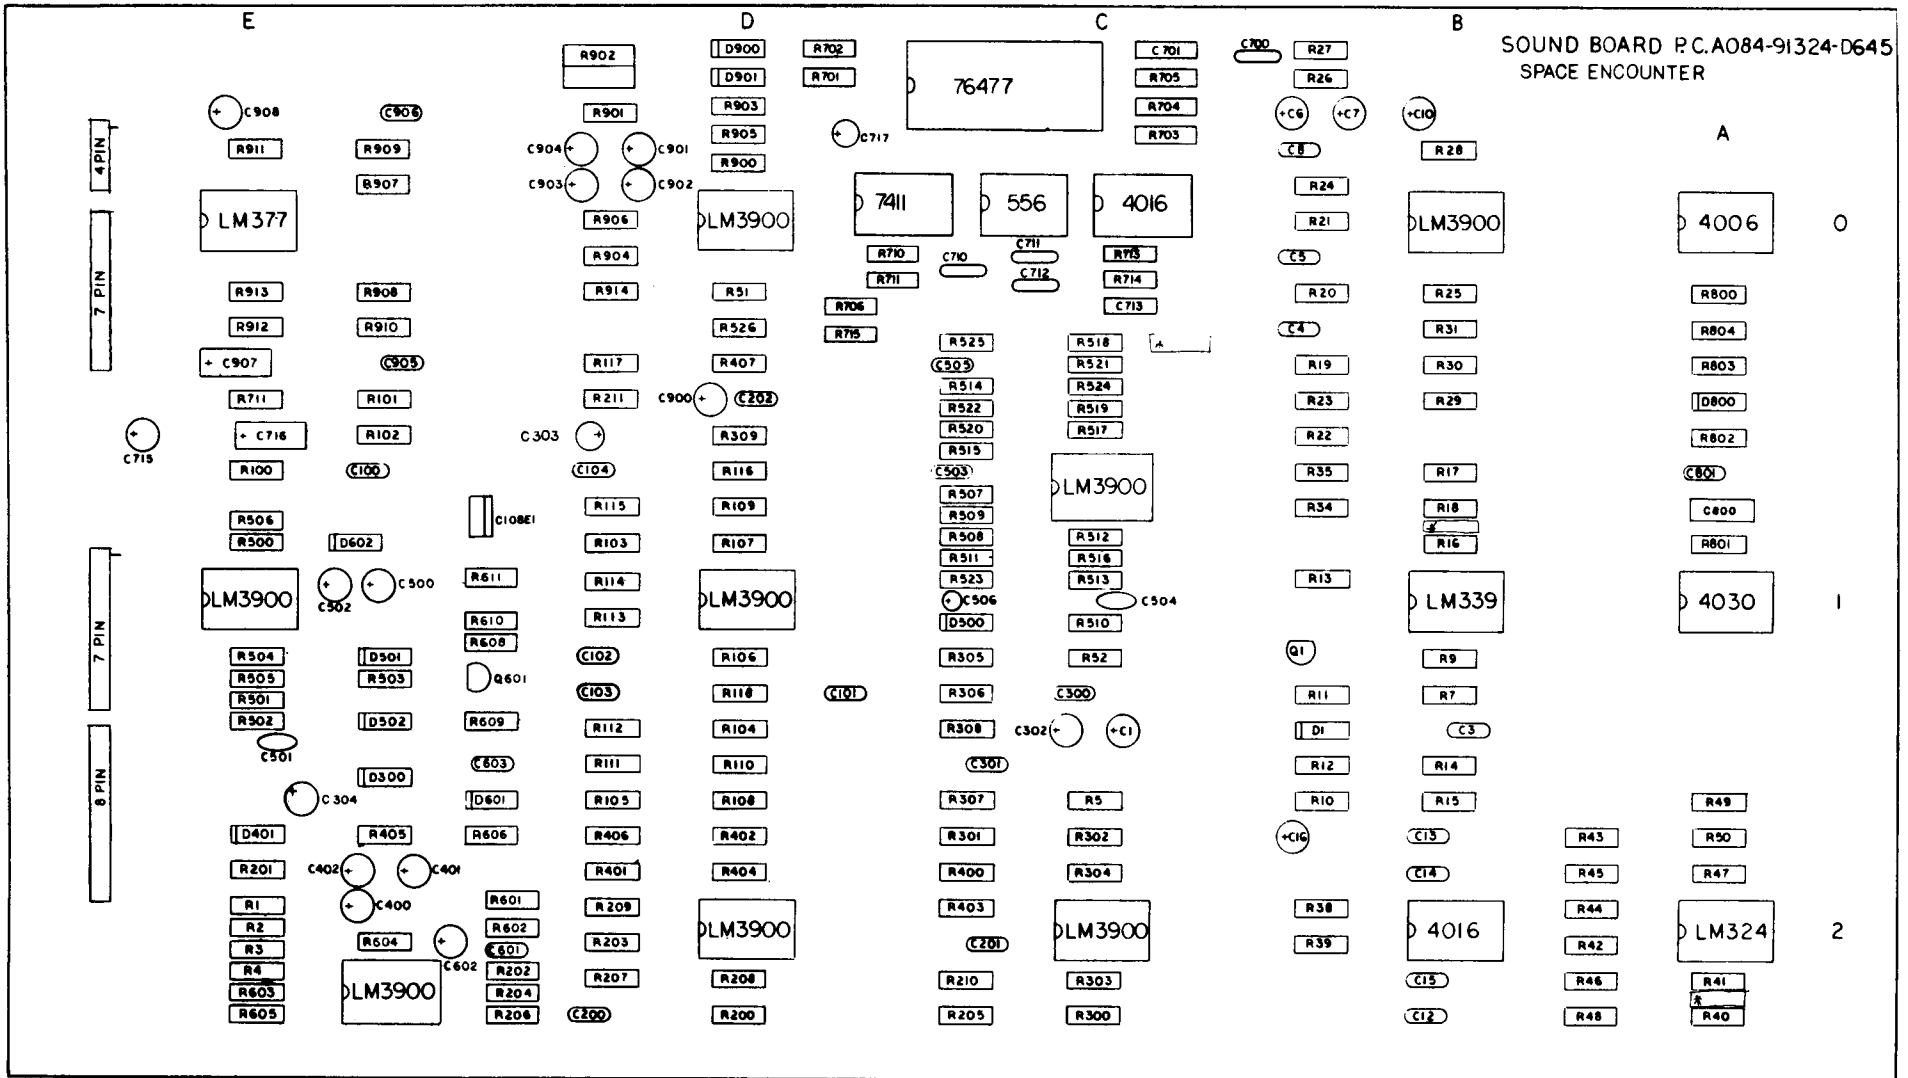 E D C B
SOUND BOARD P.C. A084-91324-D645
SPACE ENCOUNTER
R902 D900 R702 C701 C700 R27
D901 R701 76477 R705 R26
C908 C906 R901 R903 R704 +C6 +C7 +C10
4 PIN R905 +C717 R703 A
R911 R909 C904 C901 R900 C8 R28
R907 C903 C902 7411 556 4016 R24
LM377 R906 LM3900 R21 LM3900 4006 0
R904 R710 C710 C711 R713 C5
7 PIN R711 C712 R714
R913 R908 R914 R51 R706 C713 R20 R25 R800
R912 R910 R526 R715 C4 R31 R804
R525 R518 *
+ C907 C905 R117 R407 C505 R521 R19 R30 R803
R514 R524
R711 R101 R211 C900 C202 R522 R519 R23 R29 D800
C715 + C716 R102 C303 R309 R520 R517 R22 R802
R515
R100 C100 C104 R116 C503 LM3900 R35 R17 C801
R507
R506 C108E1 R115 R109 R509 R34 R18 C800
*
R500 D602 R103 R107 R508 R512 R16 R801
R511 R516
R611 R114 R523 R513 R13
LM3900 C502 C500 LM3900 C506 C504 LM339 4030 1
7 PIN R610 R113 D500 R510
R608
R504 D501 C102 R106 R305 R52 Q1 R9
R505 R503 Q601
R501 C103 R118 C101 R306 C300 R11 R7
R502 D502 R609 R112 R104 R308 C302 +C1 D1 C3
C501
8 PIN D300 C603 R111 R110 C301 R12 R14
C304 D601 R105 R108 R307 R5 R10 R15 R49
D401 R405 R606 R406 R402 R301 R302 +C16 C13 R43 R50
R201 C402 C401 R401 R404 R400 R304 C14 R45 R47
R1 C400 R601 R209 R403 R38 R44
R2 R602 LM3900 LM3900 4016 LM324 2
R3 R604 C602 C601 R203 C201 R39 R42
R4 R202
R603 LM3900 R204 R207 R208 R210 R303 C15 R46 R41
*
R605 R206 C200 R200 R205 R300 C12 R48 R40